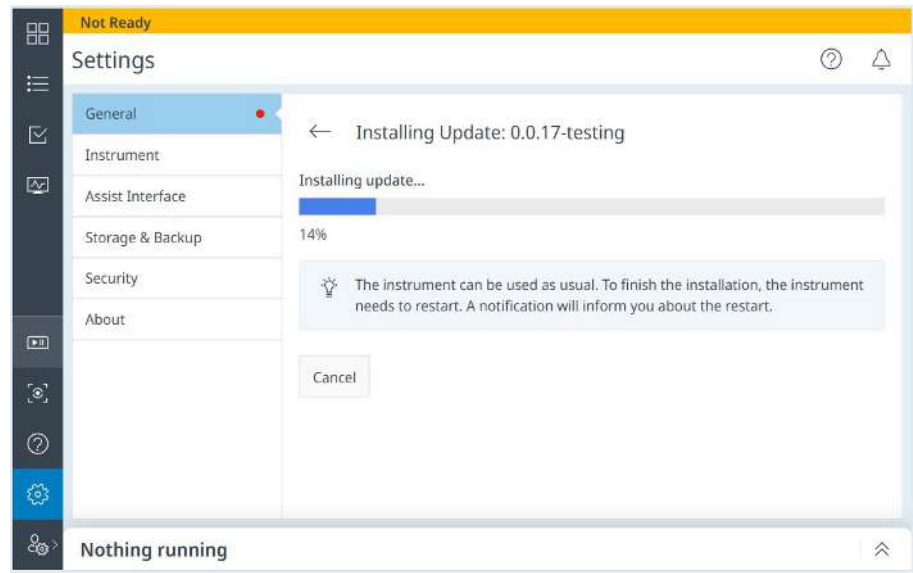 Not Ready
Settings
General
Instrument
Assist Interface
Storage & Backup
Security
About
Installing Update: 0.0.17-testing
Installing update...
14%
The instrument can be used as usual. To finish the installation, the instrument
needs to restart. A notification will inform you about the restart.
Cancel
Nothing running